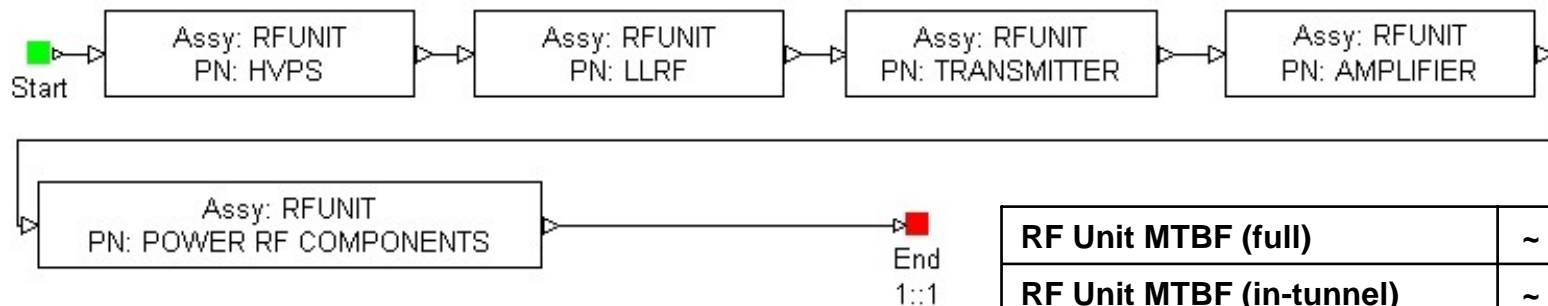 Start
Assy: RFUNIT
PN: HVPS
Assy: RFUNIT
PN: LLRF
Assy: RFUNIT
PN: TRANSMITTER
Assy: RFUNIT
PN: AMPLIFIER
Assy: RFUNIT
PN: POWER RF COMPONENTS
End
1::1
RF Unit MTBF (full) ~
RF Unit MTBF (in-tunnel) ~